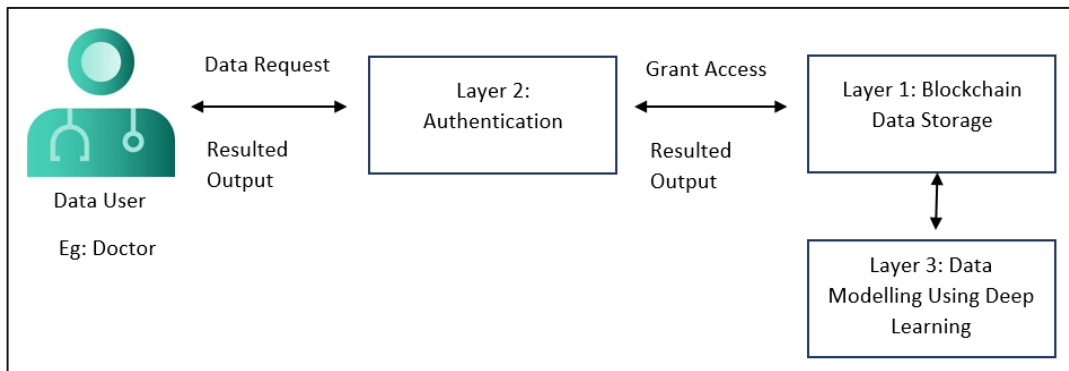 Data Request
Resulted
Output
Data User
Eg: Doctor
Layer 2:
Authentication
Grant Access
Resulted
Output
Layer 1: Blockchain
Data Storage
Layer 3: Data
Modelling Using Deep
Learning